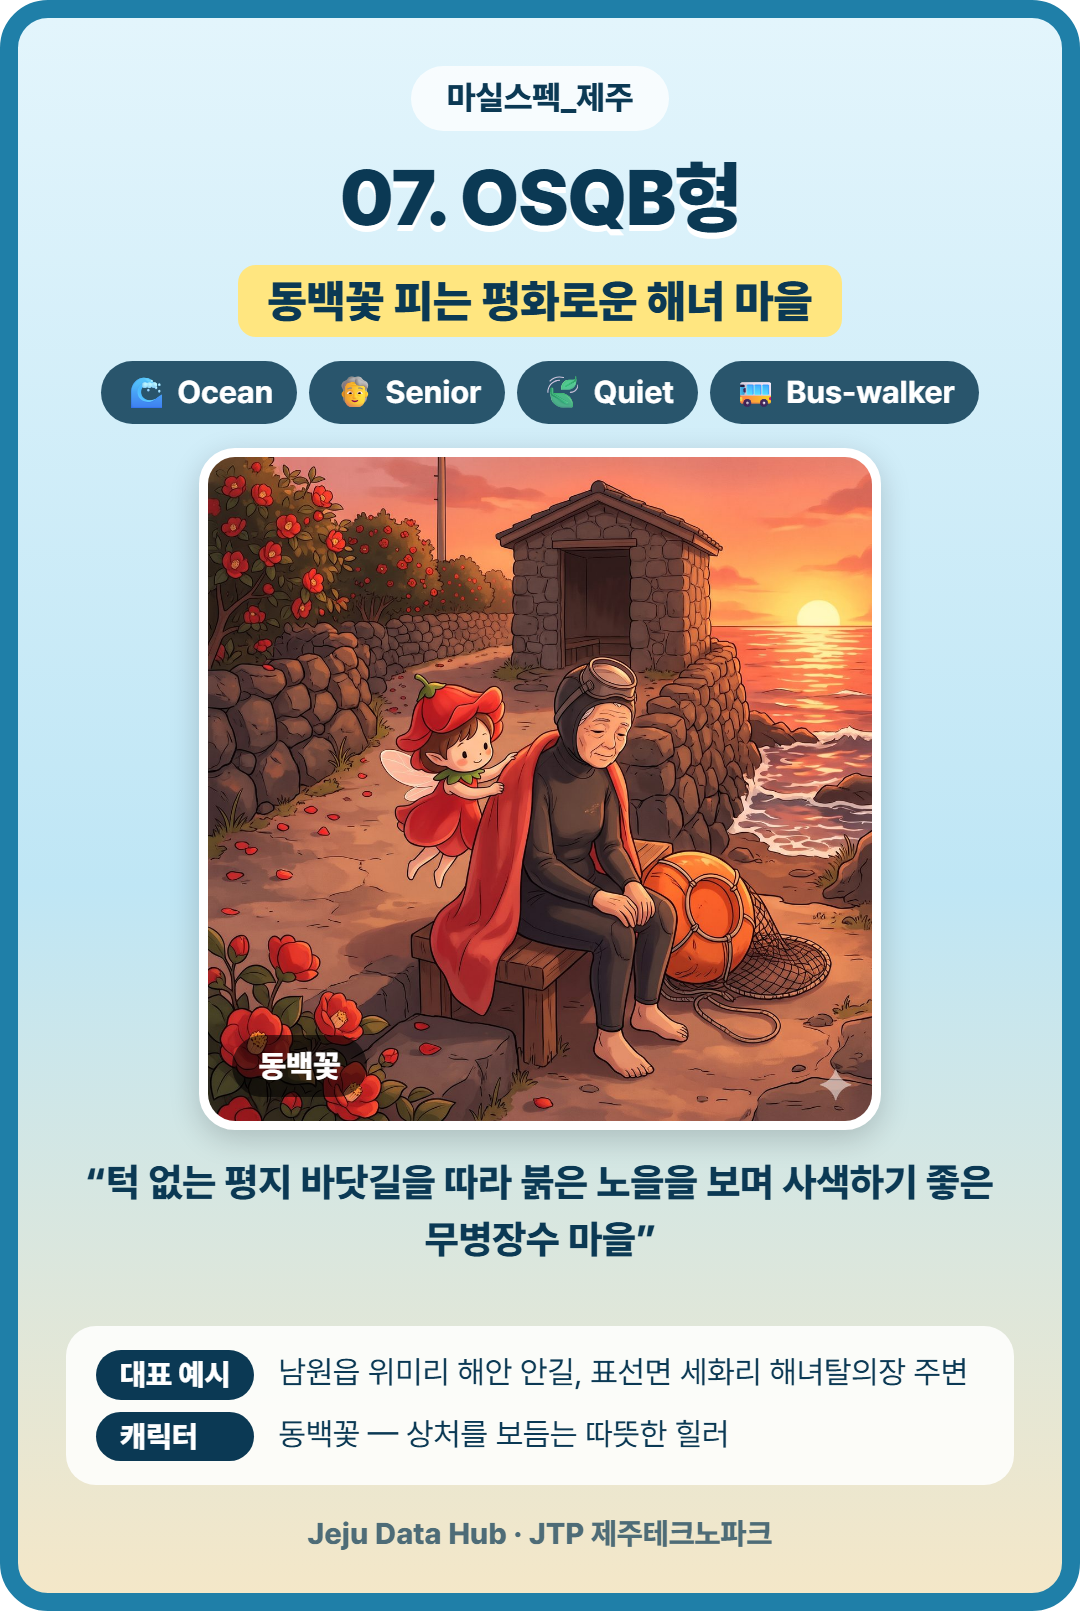 마실스펙_제주
07. OSQB형
동백꽃 피는 평화로운 해녀 마을
Ocean
Senior
Quiet
Bus-walker
동백꽃
“턱 없는 평지 바닷길을 따라 붉은 노을을 보며 사색하기 좋은
무병장수 마을”
대표 예시 남원읍 위미리 해안 안길, 표선면 세화리 해녀탈의장 주변
캐릭터 동백꽃 — 상처를 보듬는 따뜻한 힐러
Jeju Data Hub · JTP 제주테크노파크